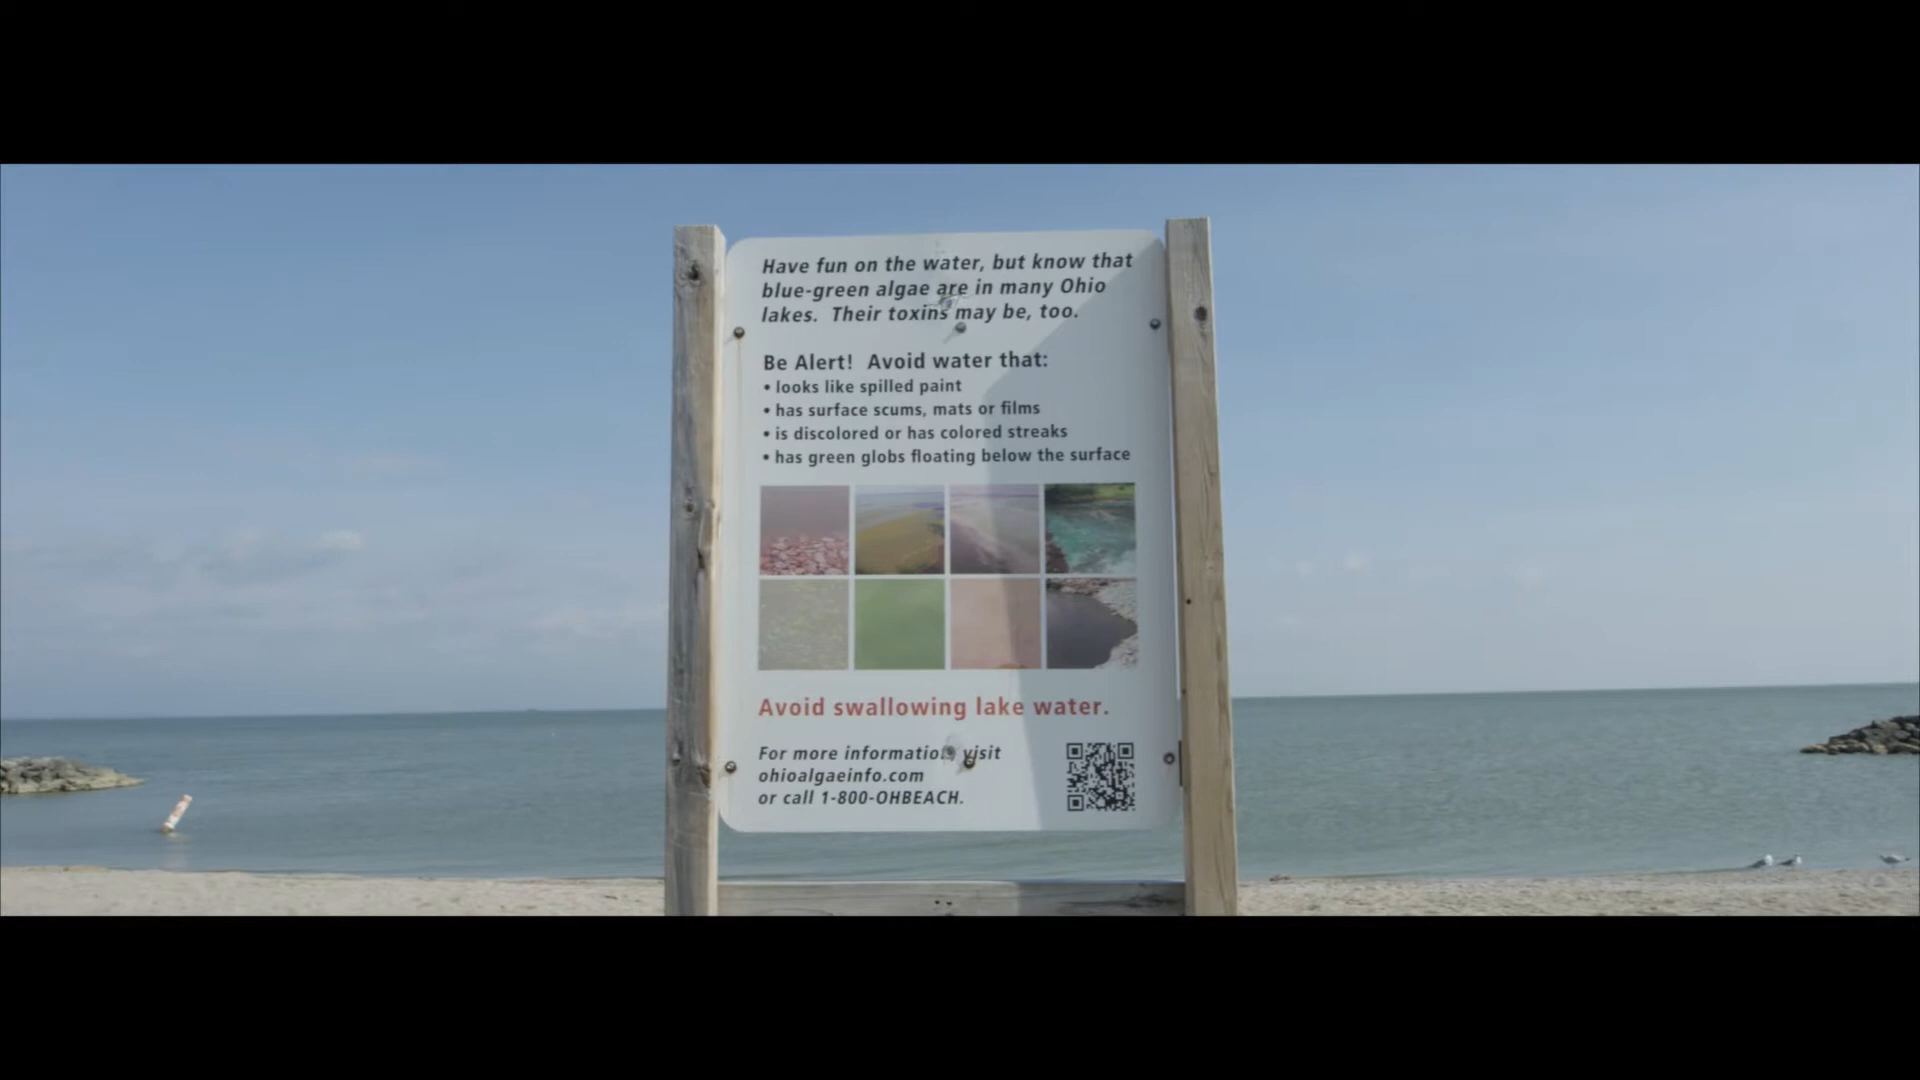 Have fun on the water, but know that
blue-green algae are in many Ohio
lakes. Their toxins may be, too.
Be Alert! Avoid water that:
• looks like spilled paint
• has surface scums, mats or films
• is discolored or has colored streaks
• has green globs floating below the surface
Avoid swallowing lake water.
For more information visit
ohioalgaeinfo.com
or call 1-800-OHBEACH.